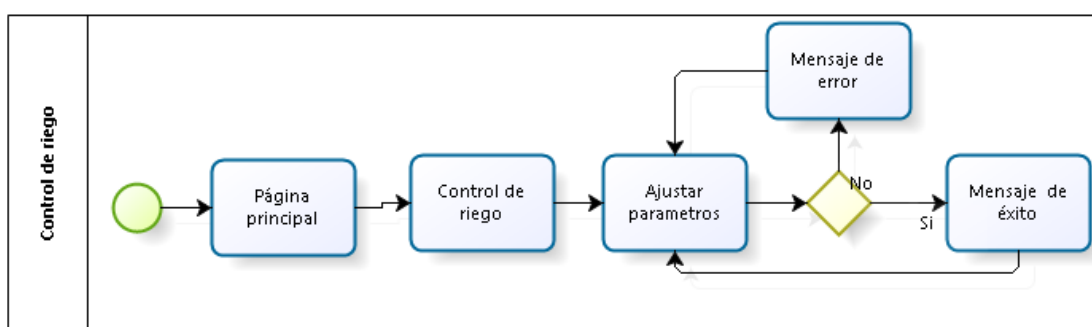 Control de riego
Página
principal
Control de
riego
Ajustar
parametros
Mensaje de
error
No
Si
Mensaje de
éxito